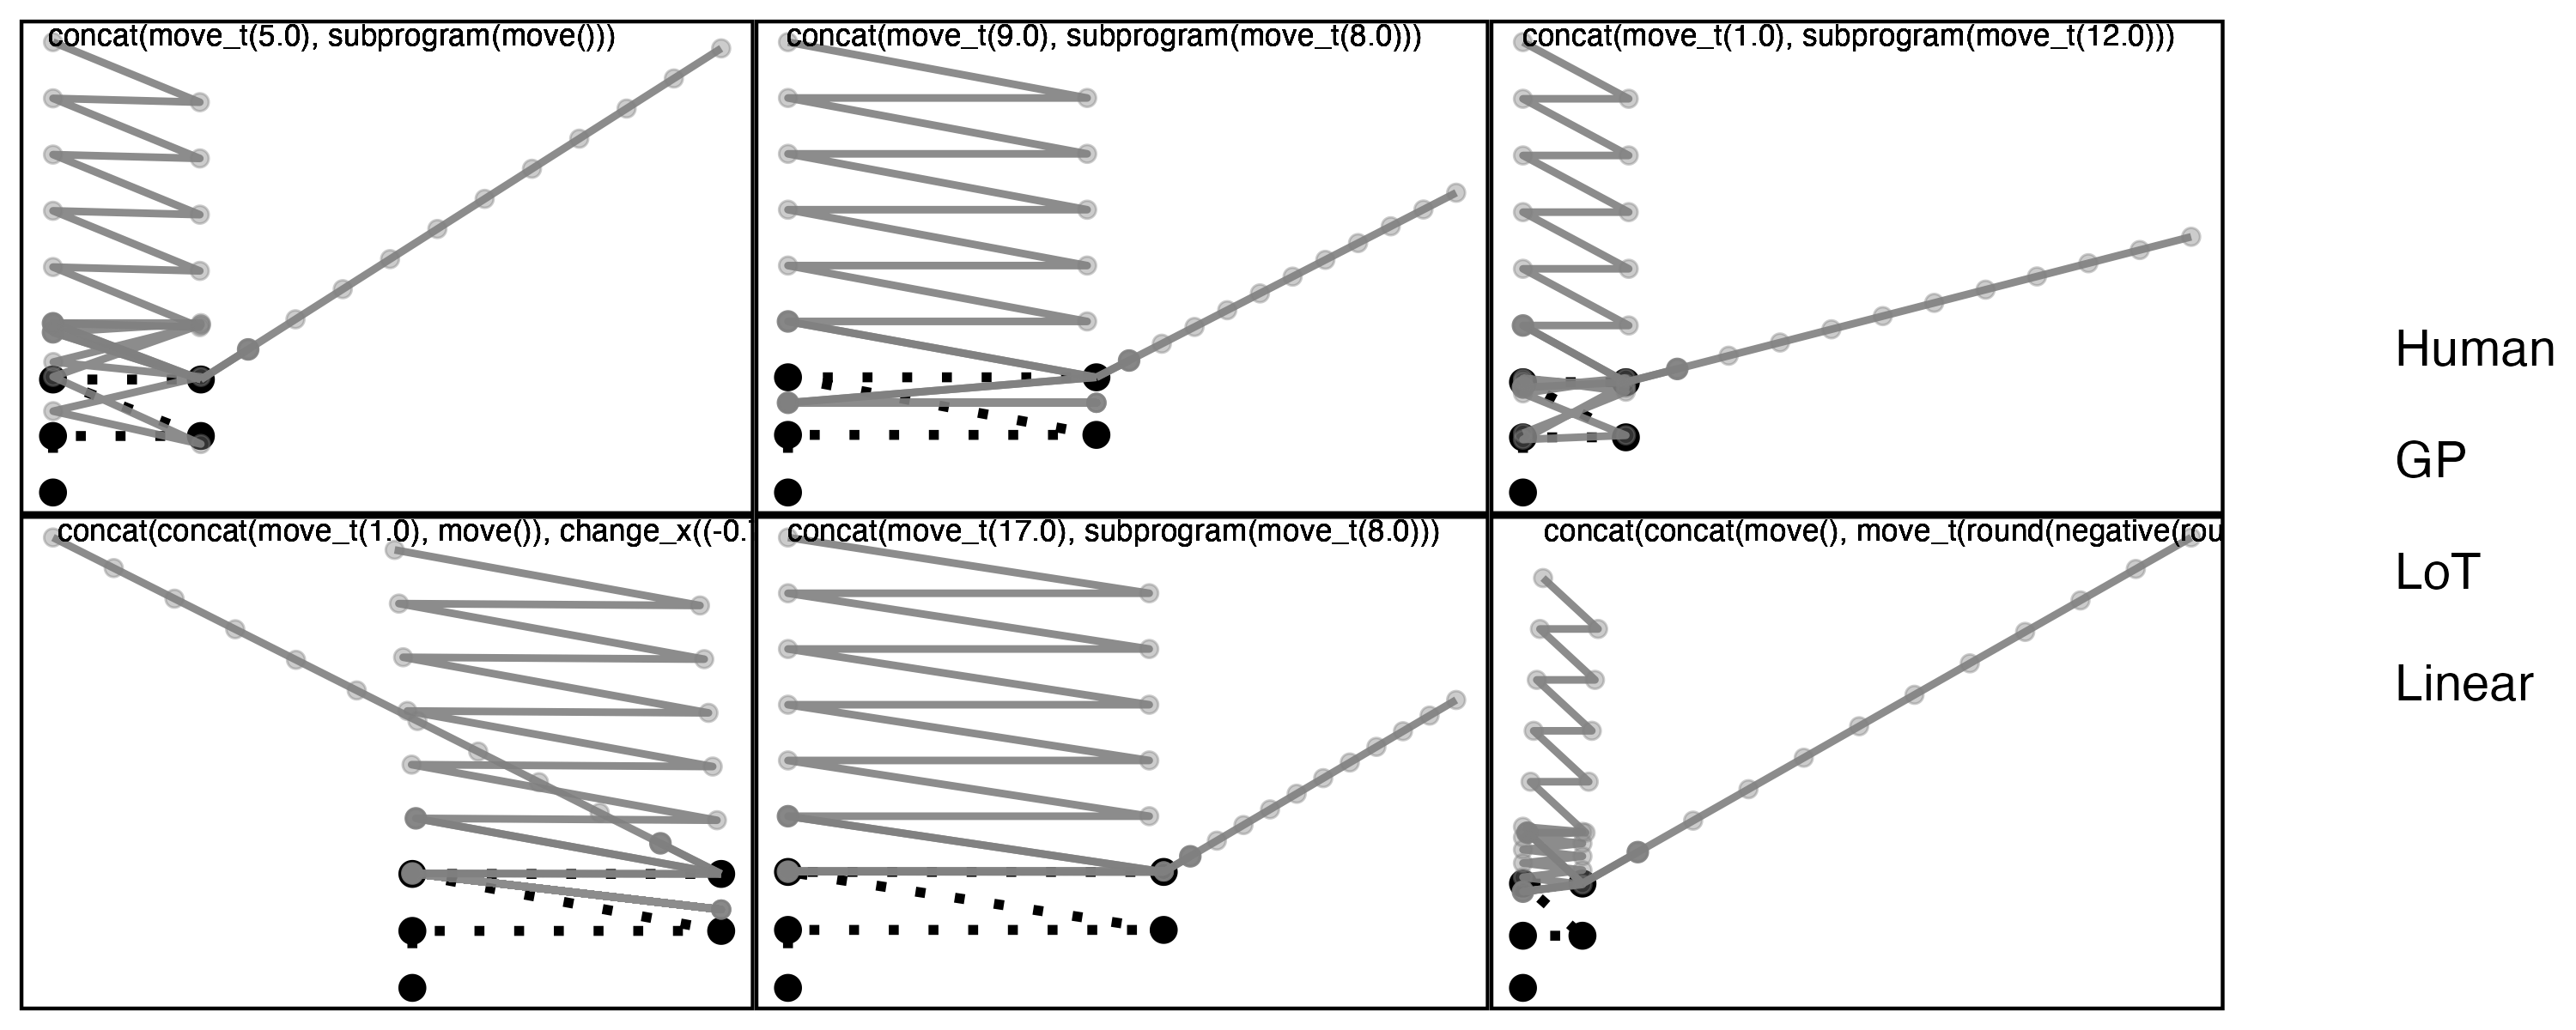 concat(move_t(5.0), subprogram(move()))
concat(move_t(9.0), subprogram(move_t(8.0)))
concat(move_t(1.0), subprogram(move_t(12.0)))
concat(concat(move_t(1.0), move()), change_x((-0.
concat(move_t(17.0), subprogram(move_t(8.0)))
concat(concat(move(), move_t(round(negative(rou
Human
GP
LoT
Linear